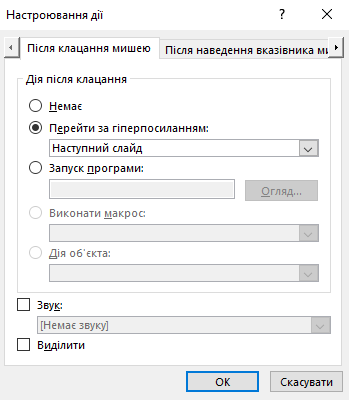 Настроювання дії
?
Після клацання мишею
Після наведення вказівника ми
Дія після клацання
Немає
Перейти за гіперпосиланням:
Наступний слайд
Запуск програми:
Огляд...
Виконати макрос:
Дія об'єкта:
Звук:
[Немає звуку]
Виділити
ОК
Скасувати